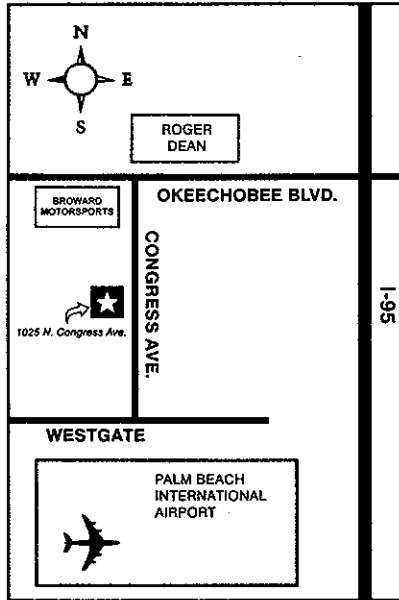 N
W E
S
ROGER
DEAN
OKEECHOBEE BLVD.
BROWARD
MOTORSPORTS
CONGRESS AVE.
I-95
1025 N. Congress Ave.
WESTGATE
PALM BEACH
INTERNATIONAL
AIRPORT